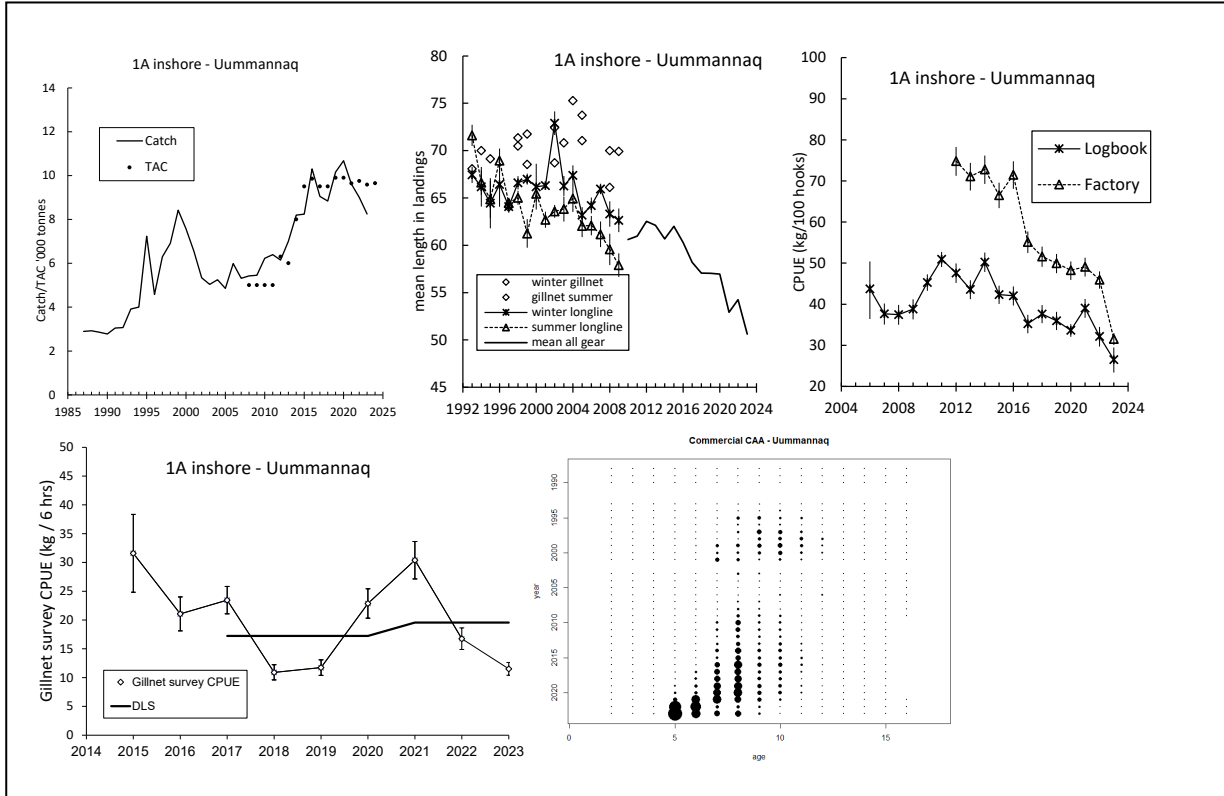 1A inshore - Uummannaq
Catch/TAC '000 tonnes
14
12
10
8
6
4
2
0
Catch
TAC
1985 1990 1995 2000 2005 2010 2015 2020 2025
1A inshore - Uummannaq
mean length in landings
80
75
70
65
60
55
50
45
winter gillnet
gillnet summer
winter longline
summer longline
mean all gear
1992 1996 2000 2004 2008 2012 2016 2020 2024
1A inshore - Uummannaq
CPUE (kg/100 hooks)
100
90
80
70
60
50
40
30
20
Logbook
Factory
2004 2008 2012 2016 2020 2024
1A inshore - Uummannaq
Gillnet survey CPUE (kg / 6 hrs)
50
45
40
35
30
25
20
15
10
5
0
Gillnet survey CPUE
DLS
2014 2015 2016 2017 2018 2019 2020 2021 2022 2023
Commercial CAA - Uummannaq
year
1990
1995
2000
2005
2010
2015
2020
0 5 10 15
age